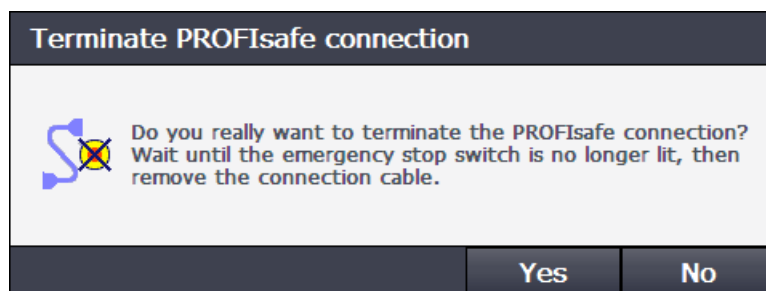 Terminate PROFIsafe connection
Do you really want to terminate the PROFIsafe connection?
Wait until the emergency stop switch is no longer lit, then
remove the connection cable.
Yes
No